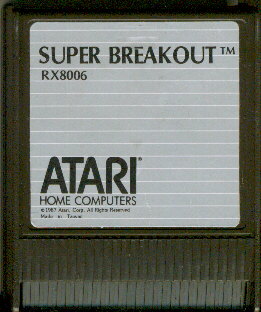 SUPER BREAKOUT™
RX8006
ATARI®
HOME COMPUTERS
©1987 Atari, Corp. All Rights Reserved
Made in Taiwan